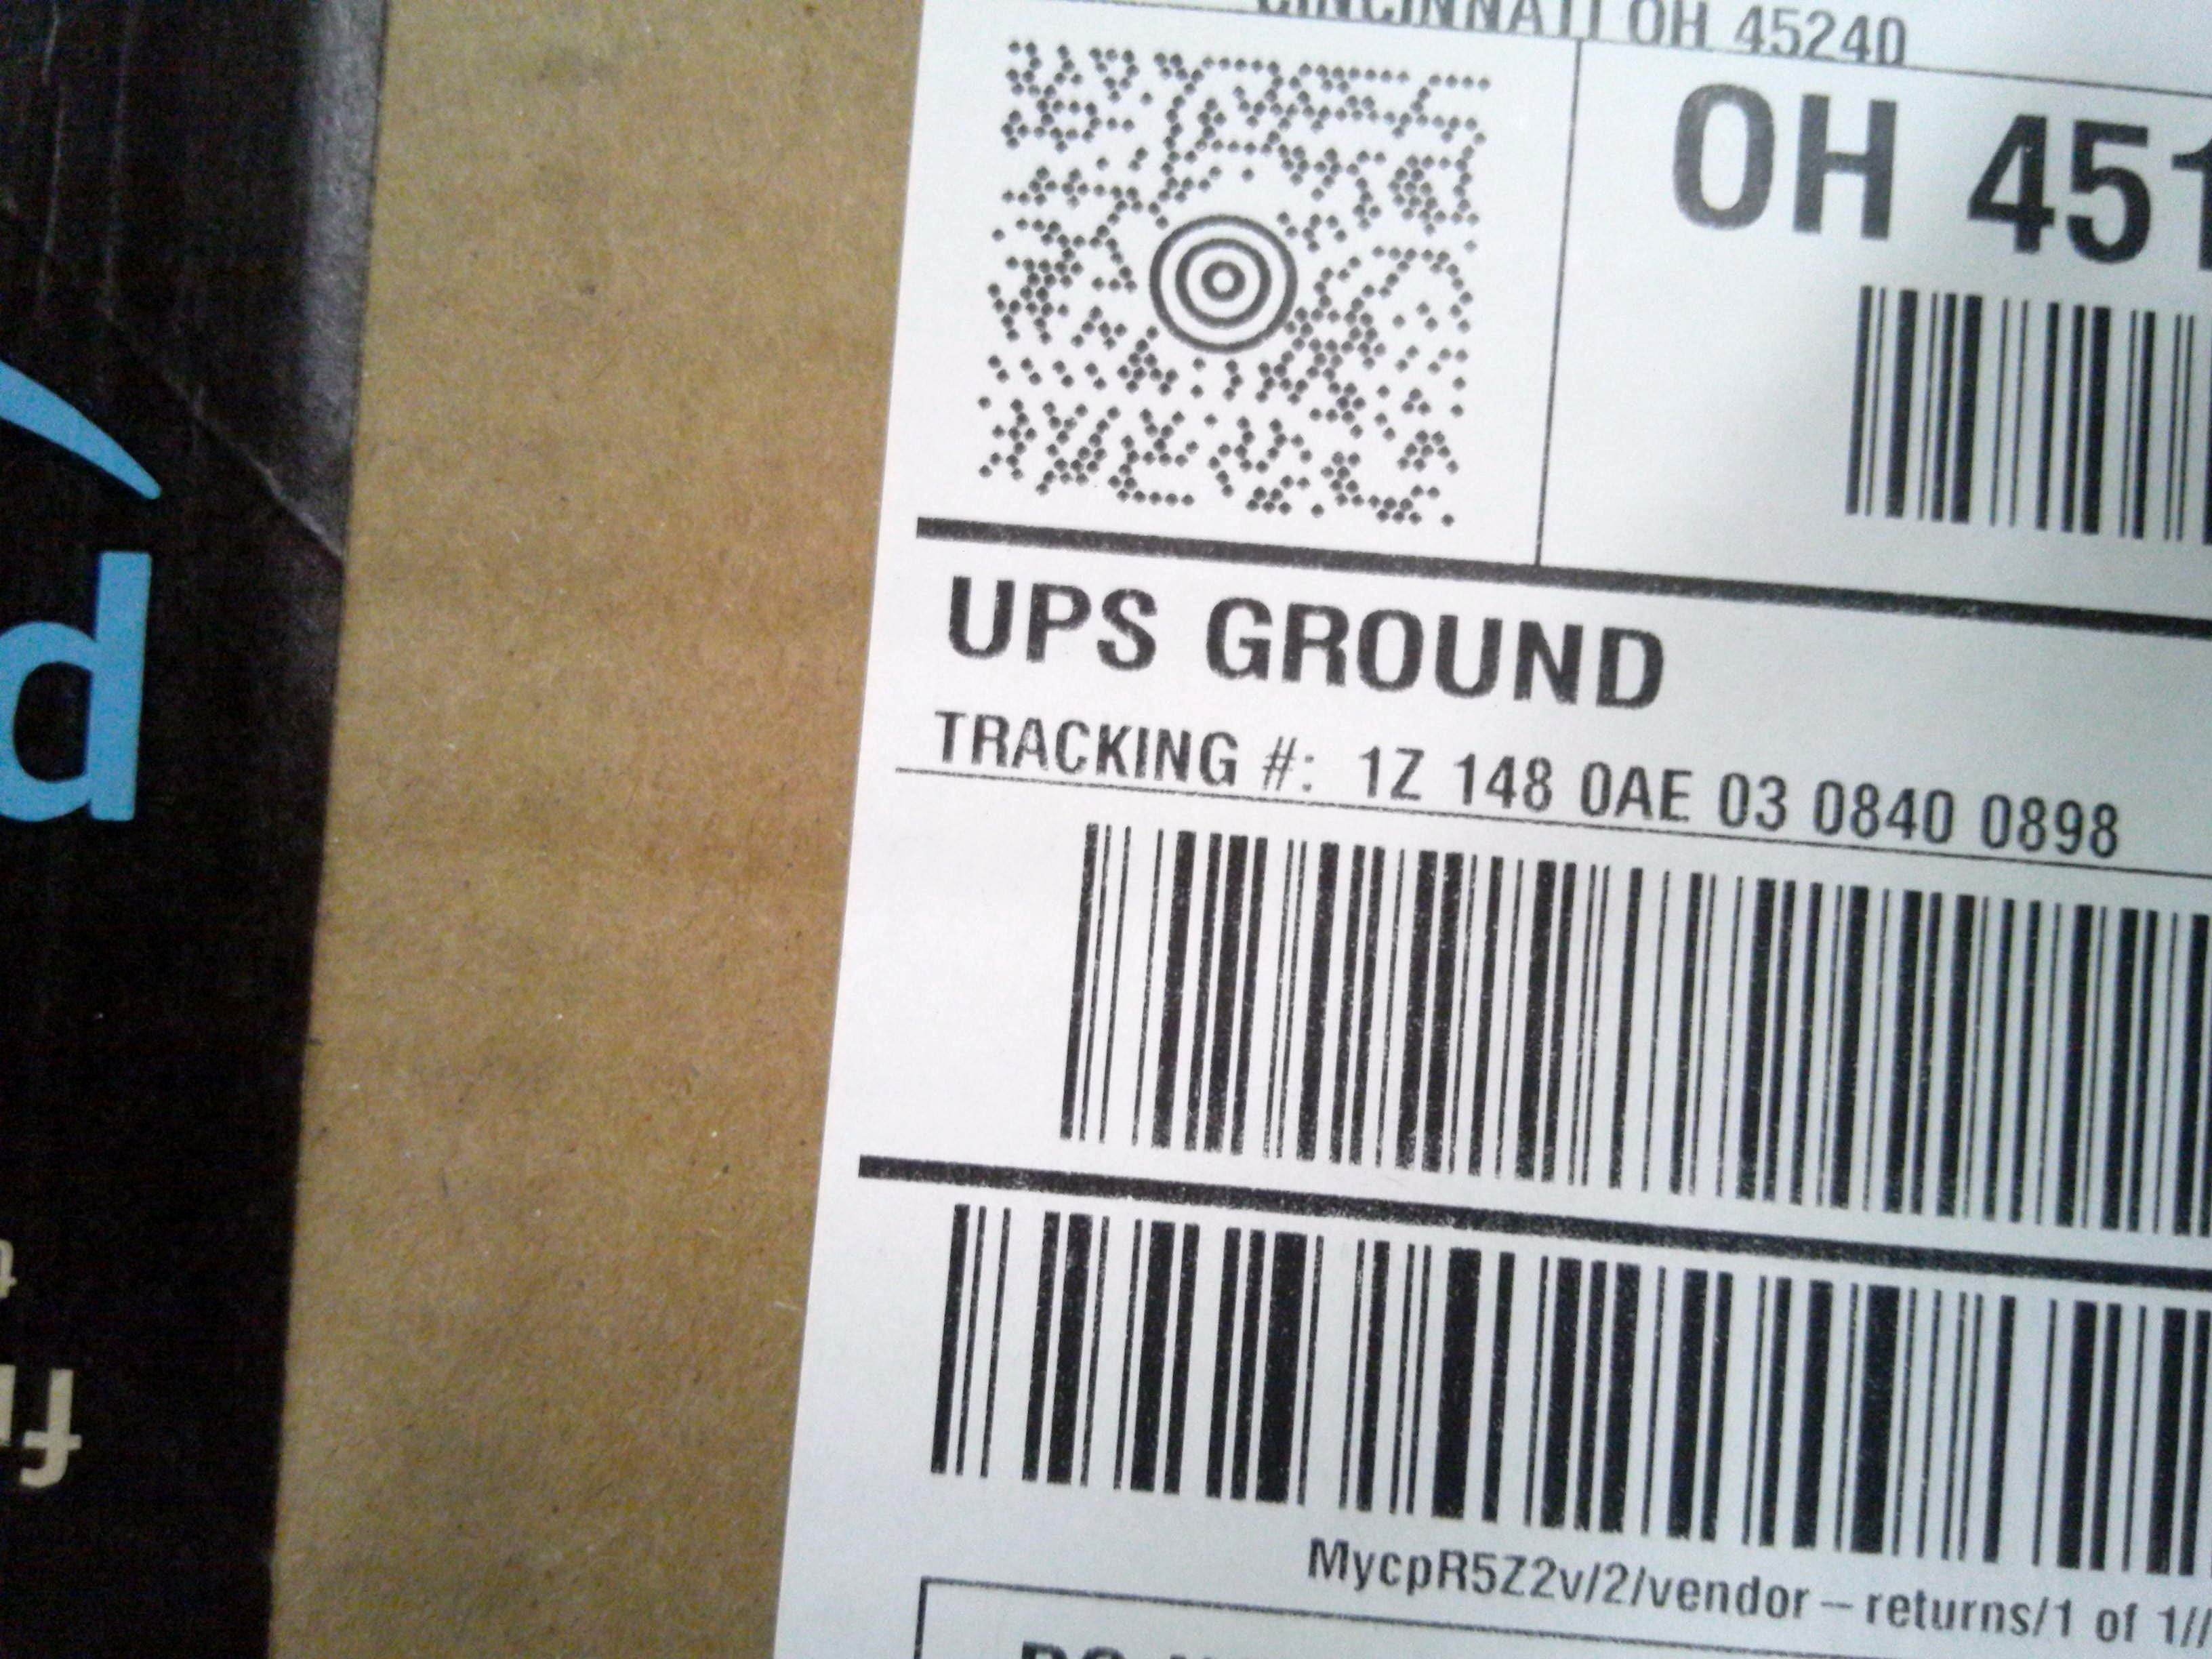 CINCINNATI OH 45240
OH 451
UPS GROUND
TRACKING #: 1Z 148 0AE 03 0840 0898
MycpR5Z2v/2/vendor-returns/1 of 1//
d